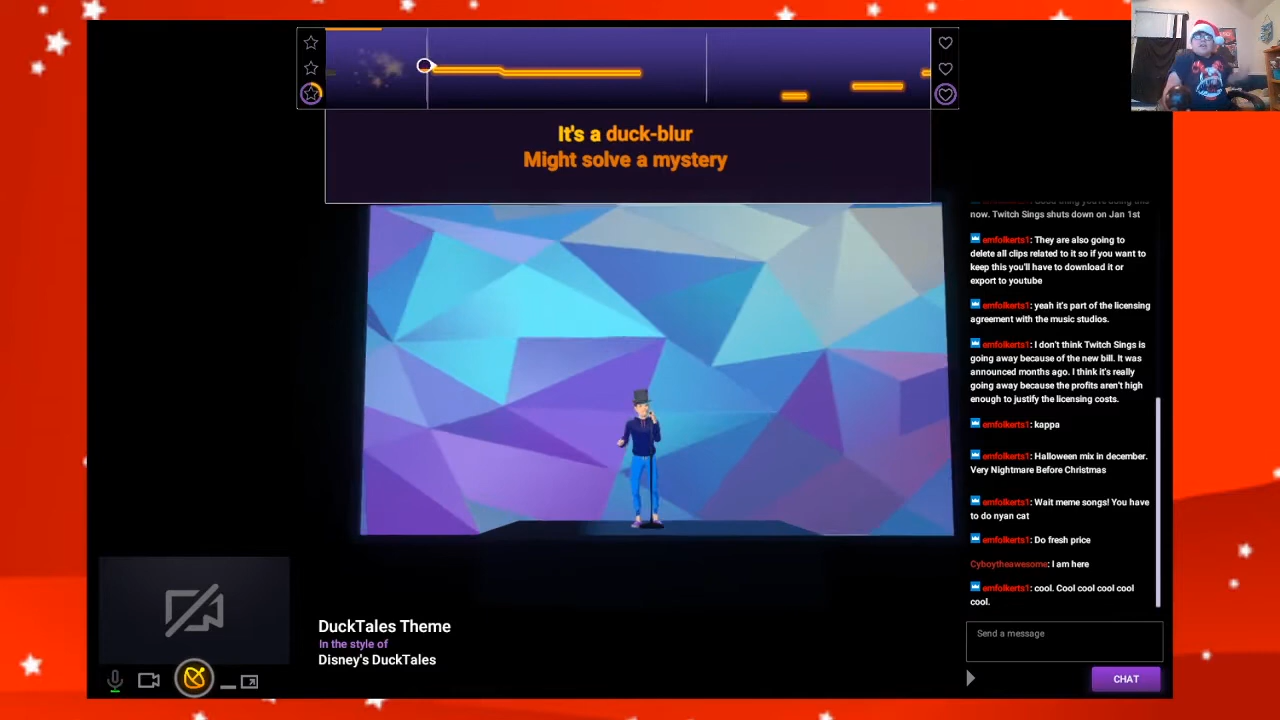 It's a duck-blur
Might solve a mystery
now. Twitch Sings shuts down on Jan 1st
emfolkerts1: They are also going to
delete all clips related to it so if you want to
keep this you'll have to download it or
export to youtube
emfolkerts1: yeah it's part of the licensing
agreement with the music studios.
emfolkerts1: I don't think Twitch Sings is
going away because of the new bill. It was
announced months ago. I think it's really
going away because the profits aren't high
enough to justify the licensing costs.
emfolkerts1: kappa
emfolkerts1: Halloween mix in december.
Very Nightmare Before Christmas
emfolkerts1: Wait meme songs! You have
to do nyan cat
emfolkerts1: Do fresh price
Cyboytheawesome: I am here
emfolkerts1: cool. Cool cool cool cool
cool.
Send a message
CHAT
DuckTales Theme
In the style of
Disney's DuckTales